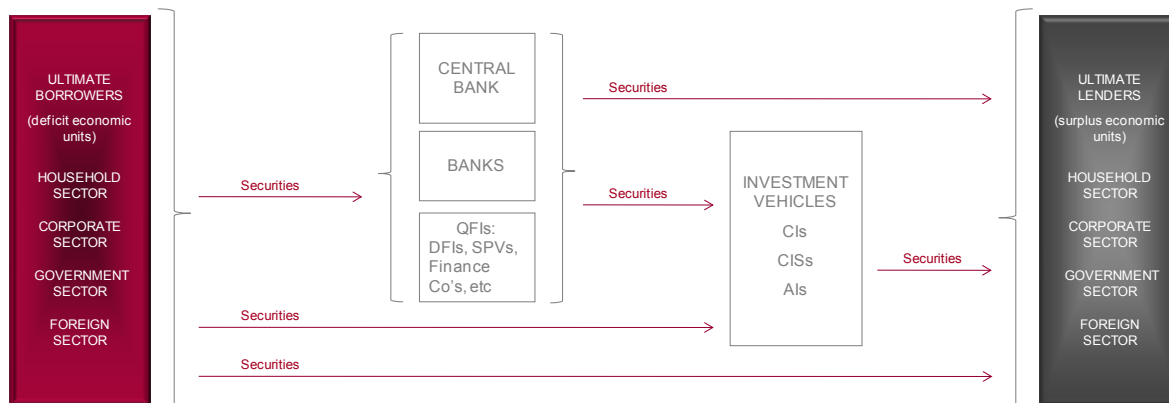 ULTIMATE
BORROWERS
(deficit economic
units)
HOUSEHOLD
SECTOR
CORPORATE
SECTOR
GOVERNMENT
SECTOR
FOREIGN
SECTOR
Securities
CENTRAL
BANK
BANKS
QFIs:
DFIs, SPVs,
Finance
Co's, etc
Securities
Securities
INVESTMENT
VEHICLES
CIs
CISs
AIs
Securities
Securities
Securities
ULTIMATE
LENDERS
(surplus economic
units)
HOUSEHOLD
SECTOR
CORPORATE
SECTOR
GOVERNMENT
SECTOR
FOREIGN
SECTOR